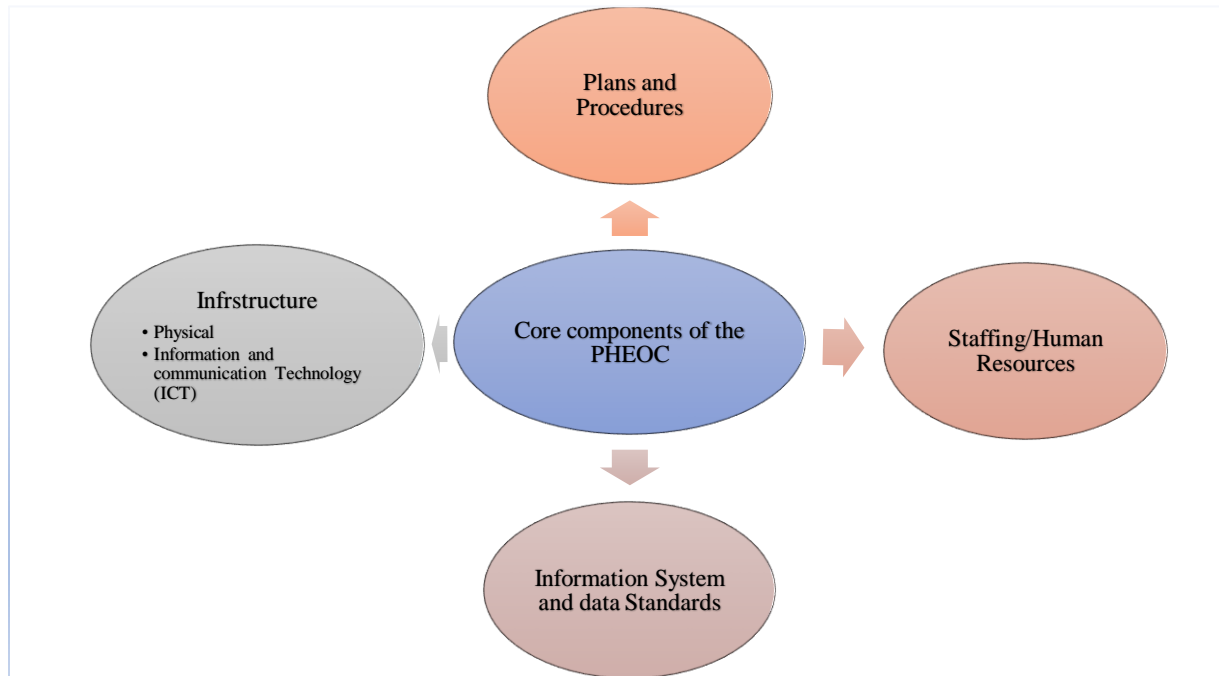 Plans and
Procedures
Infrstructure
• Physical
• Information and
communication Technology
(ICT)
Core components of the
PHEOC
Staffing/Human
Resources
Information System
and data Standards